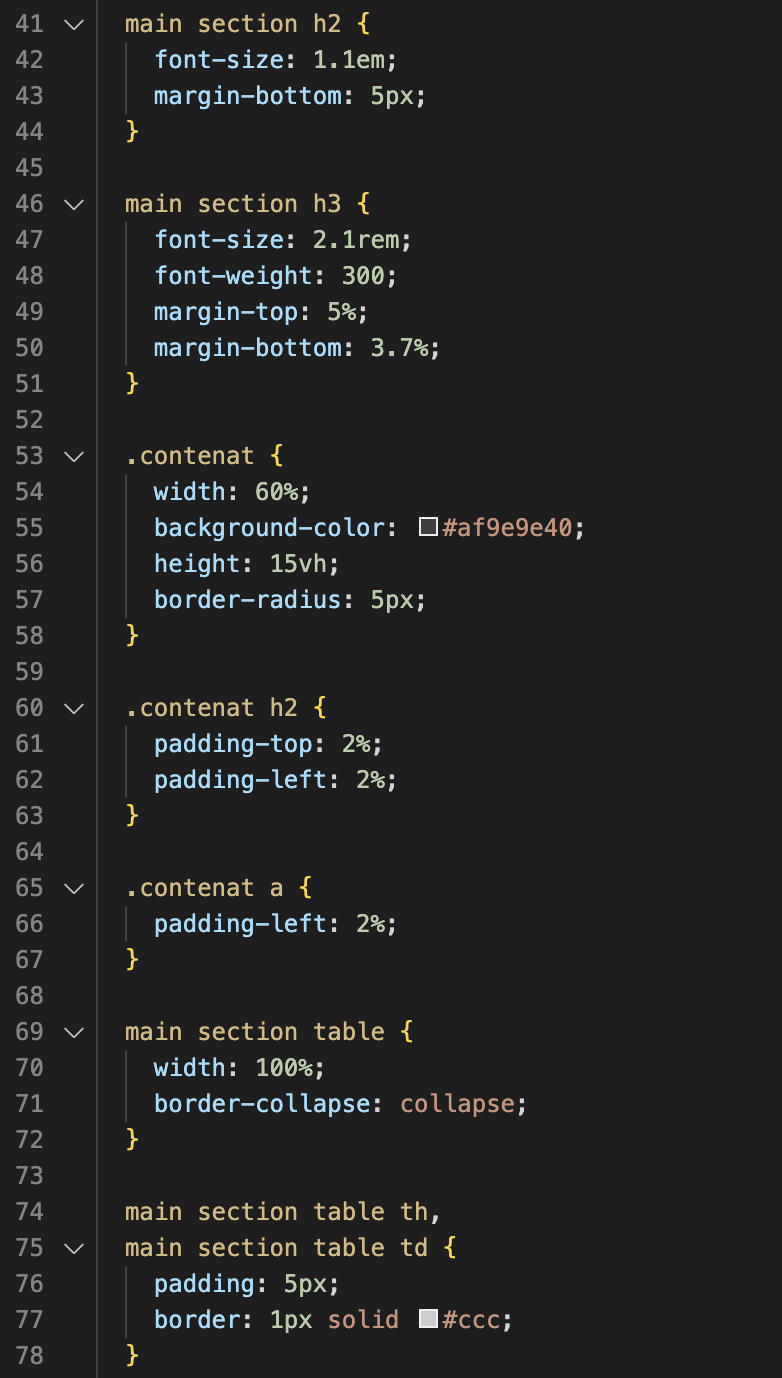 41 main section h2 {
42 font-size: 1.1em;
43 margin-bottom: 5px;
44 }
45
46 main section h3 {
47 font-size: 2.1rem;
48 font-weight: 300;
49 margin-top: 5%;
50 margin-bottom: 3.7%;
51 }
52
53 .contenat {
54 width: 60%;
55 background-color: #af9e9e40;
56 height: 15vh;
57 border-radius: 5px;
58 }
59
60 .contenat h2 {
61 padding-top: 2%;
62 padding-left: 2%;
63 }
64
65 .contenat a {
66 padding-left: 2%;
67 }
68
69 main section table {
70 width: 100%;
71 border-collapse: collapse;
72 }
73
74 main section table th,
75 main section table td {
76 padding: 5px;
77 border: 1px solid #ccc;
78 }